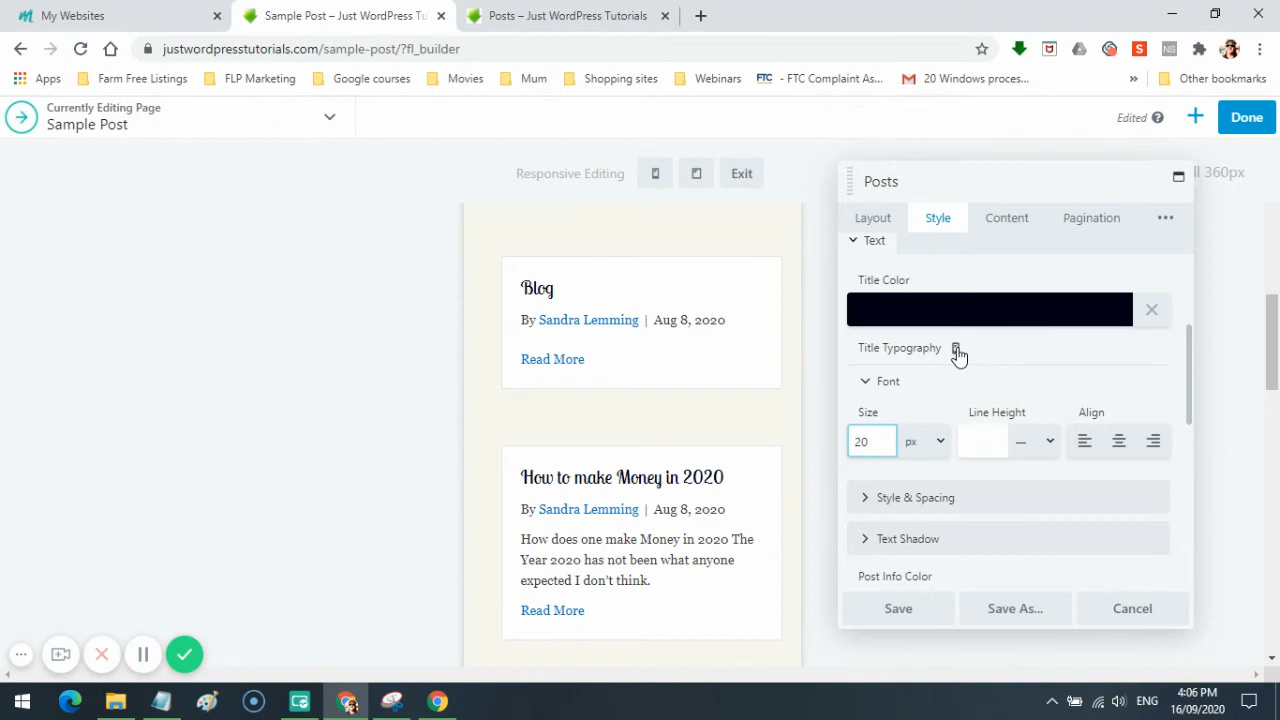 My Websites
Sample Post – Just WordPress Tu
Posts – Just WordPress Tutorials
justwordpresstutorials.com/sample-post/?fl_builder
Apps
Farm Free Listings
FLP Marketing
Google courses
Movies
Mum
Shopping sites
Webinars
FTC - FTC Complaint As...
20 Windows proces...
Other bookmarks
Currently Editing Page
Sample Post
Edited
Done
Responsive Editing
Exit
360px
Posts
Layout
Style
Content
Pagination
Text
Title Color
Title Typography
Font
Size
Line Height
Align
20
px
Style & Spacing
Text Shadow
Post Info Color
Save
Save As...
Cancel
Blog
By Sandra Lemming | Aug 8, 2020
Read More
How to make Money in 2020
By Sandra Lemming | Aug 8, 2020
How does one make Money in 2020 The
Year 2020 has not been what anyone
expected I don't think.
Read More
ENG
4:06 PM
16/09/2020